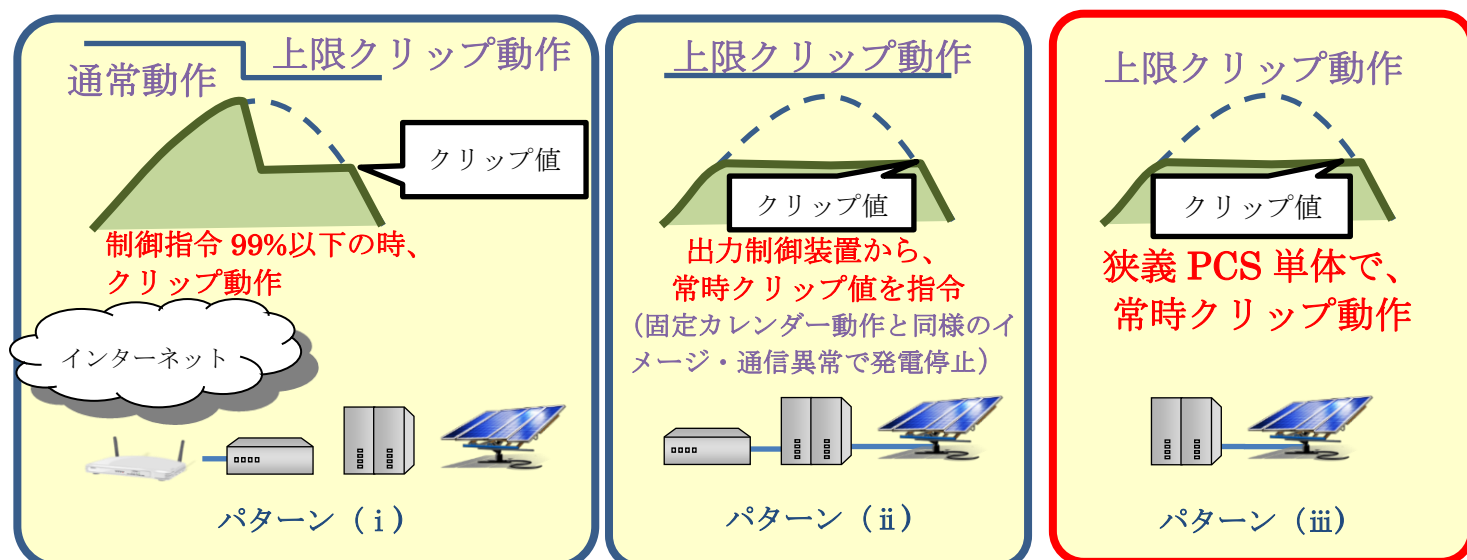 通常動作
上限クリップ動作
クリップ値
制御指令 99%以下の時、
クリップ動作
インターネット
パターン（ⅰ）
上限クリップ動作
クリップ値
出力制御装置から、
常時クリップ値を指令
（固定カレンダー動作と同様のイ
メージ・通信異常で発電停止）
パターン（ⅱ）
上限クリップ動作
クリップ値
狭義 PCS 単体で、
常時クリップ動作
パターン（ⅲ）